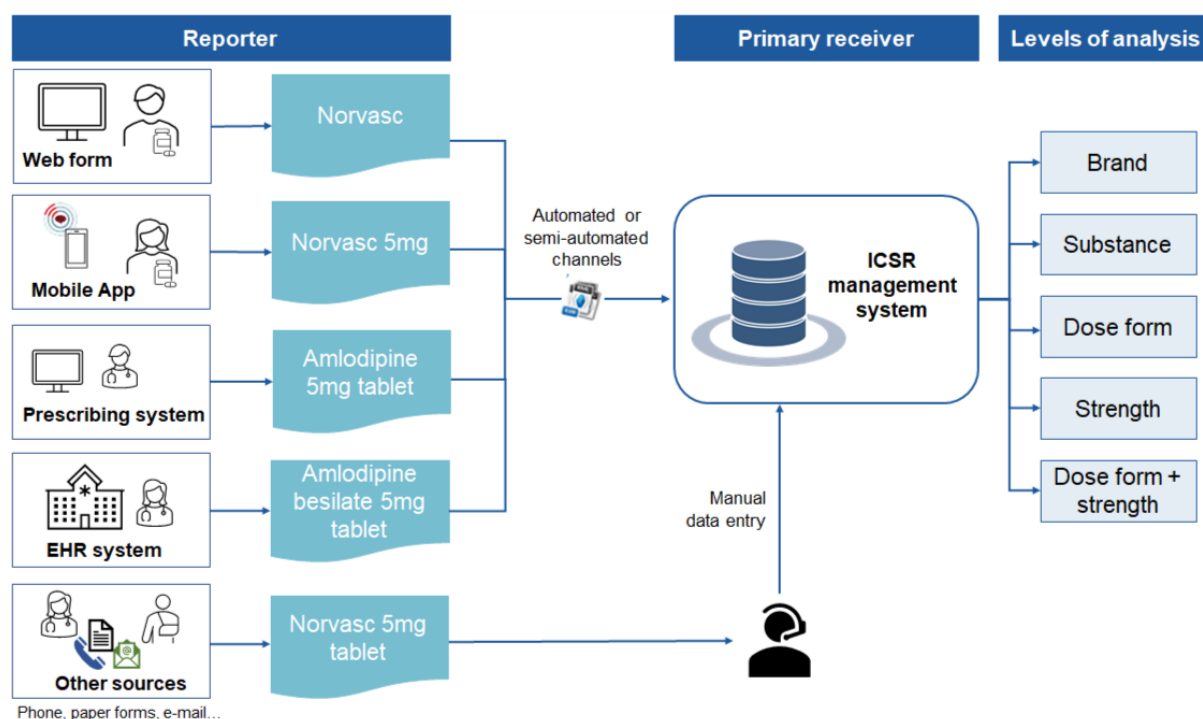 Reporter
Primary receiver
Levels of analysis
Web form
Norvasc
Mobile App
Norvasc 5mg
Prescribing system
Amlodipine
5mg tablet
EHR system
Amlodipine
besilate 5mg
tablet
Other sources
Phone, paper forms, e-mail...
Norvasc 5mg
tablet
Automated or
semi-automated
channels
ICSR
management
system
Manual
data entry
Brand
Substance
Dose form
Strength
Dose form +
strength